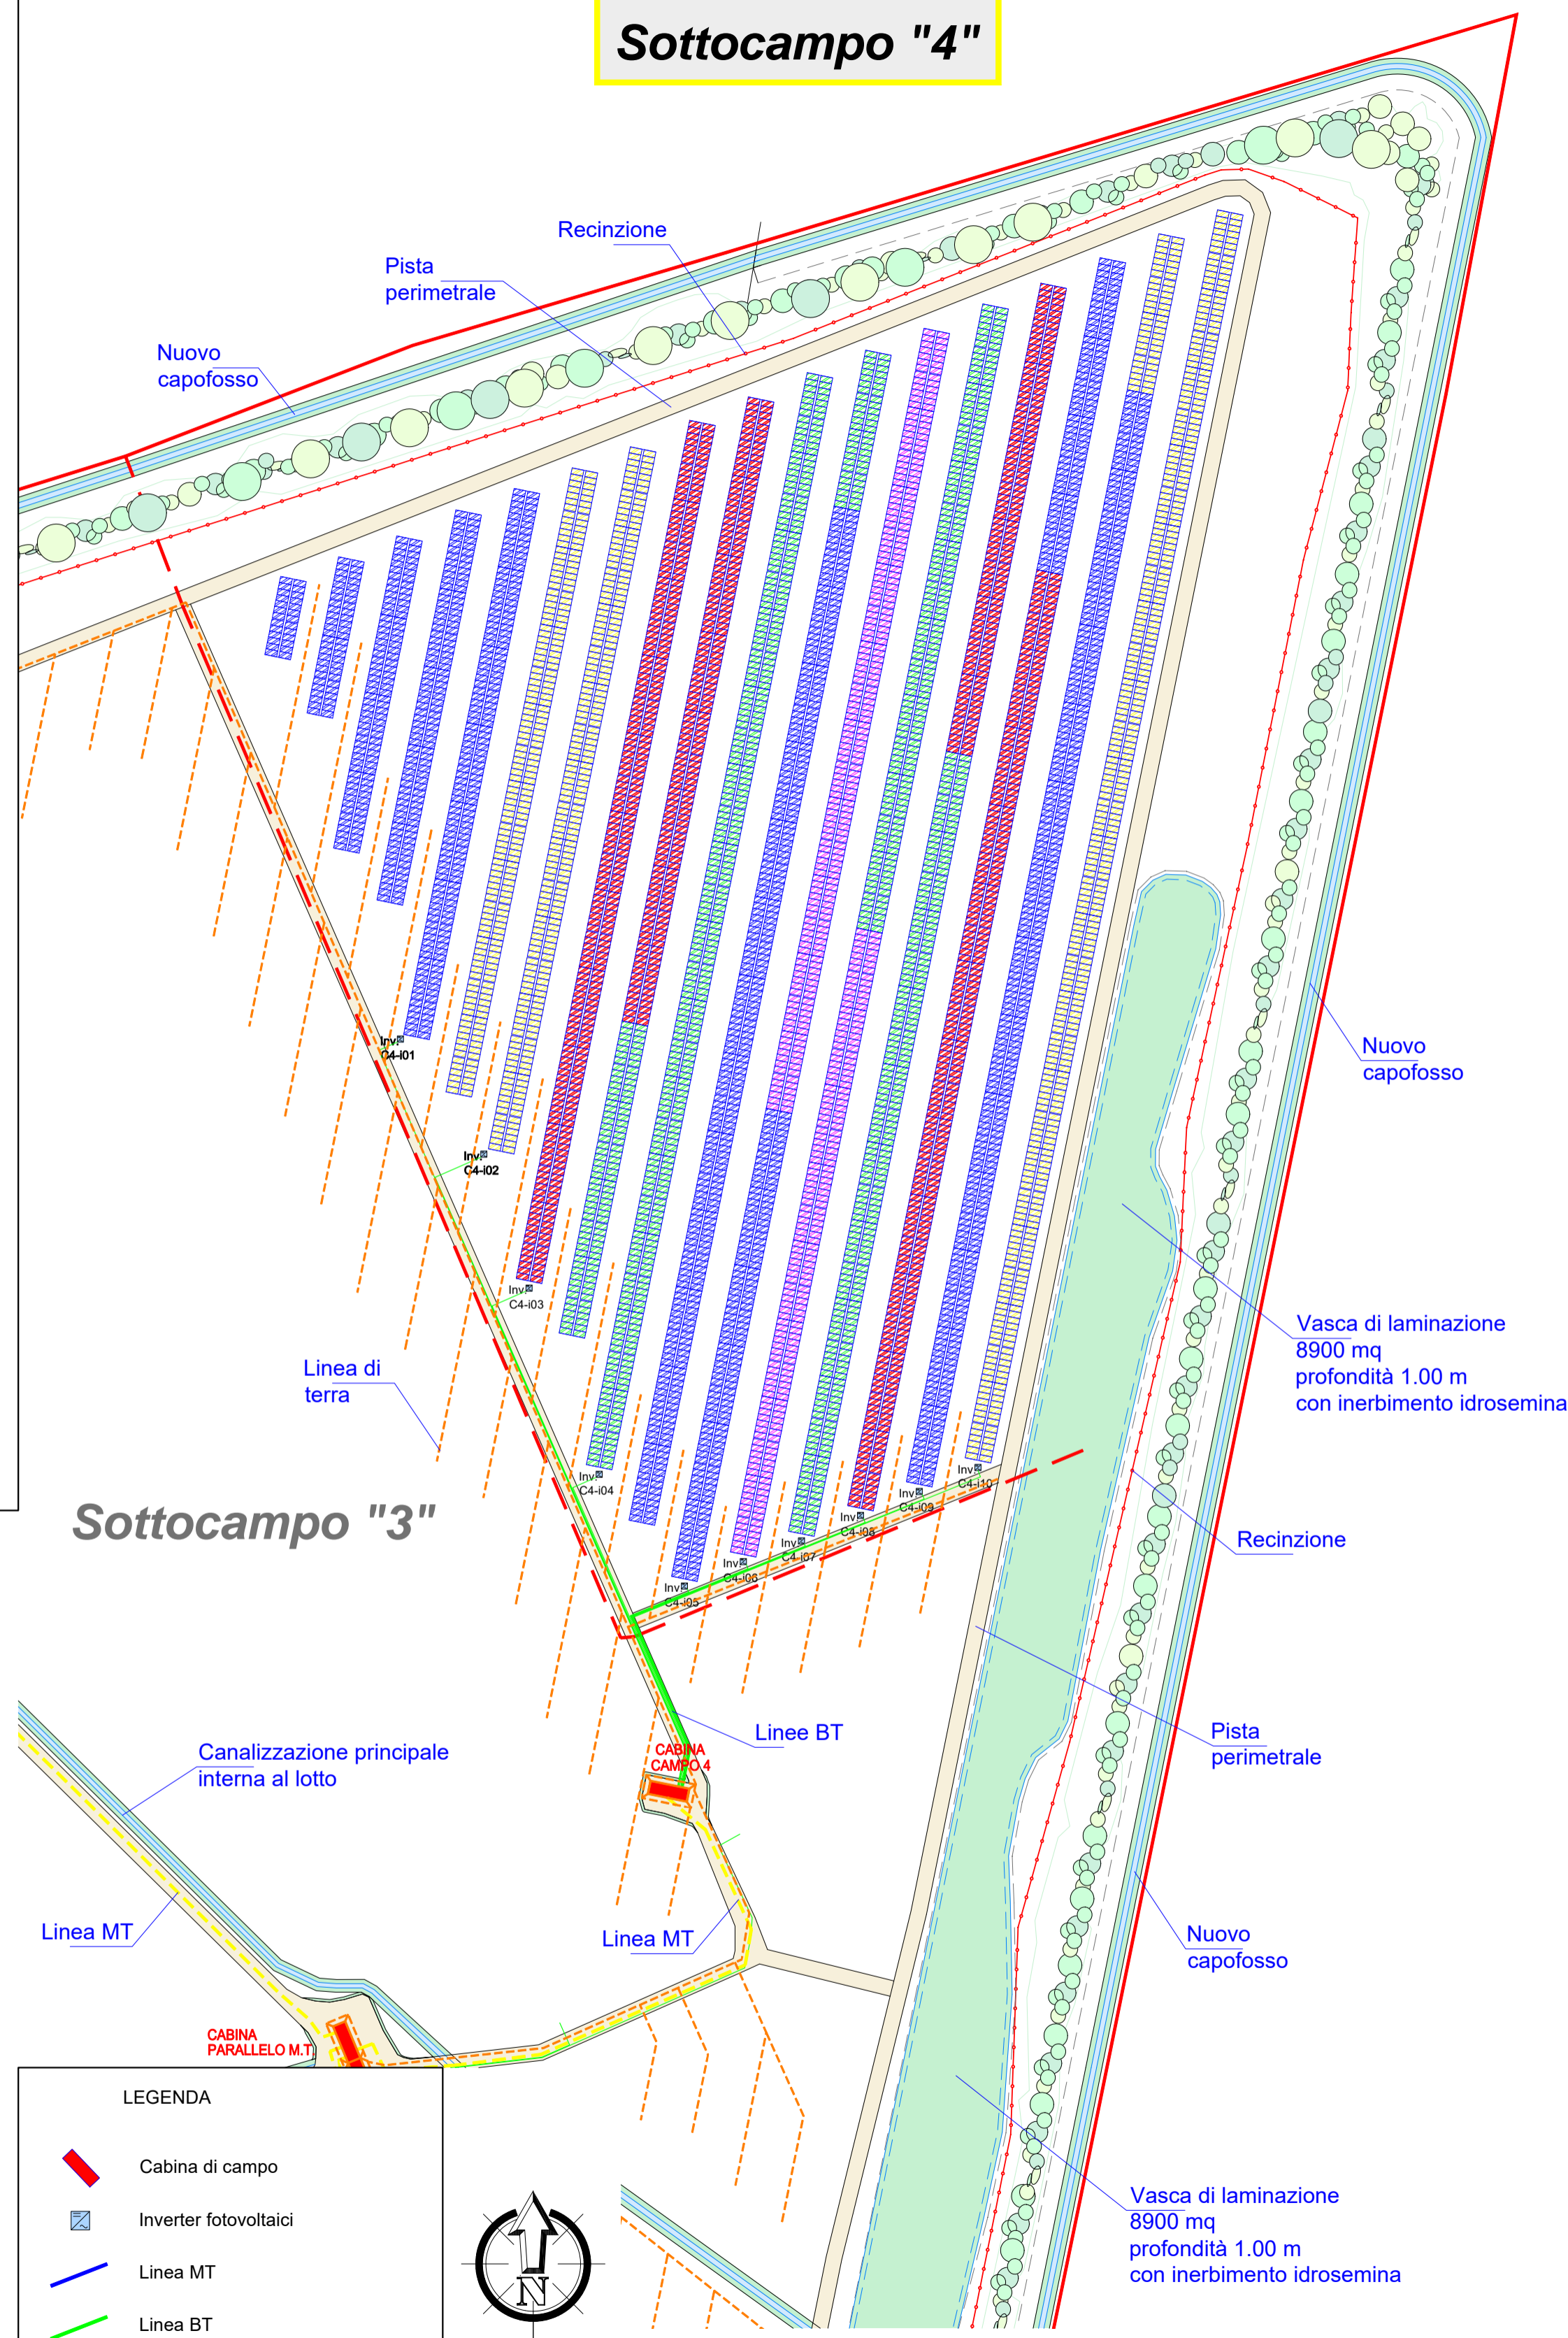 Sottocampo "4"
Recinzione
Pista
perimetrale
Nuovo
capofosso
Inv.
C4-i01
Nuovo
capofosso
Inv.
C4-i02
Inv.
C4-i03
Vasca di laminazione
8900 mq
profondità 1.00 m
con inerbimento idrosemina
Linea di
terra
Inv.
C4-i04
Inv.
C4-i10
Inv.
C4-i09
Sottocampo "3"
Inv.
C4-i08
Inv.
C4-i07
Recinzione
Inv.
C4-i06
Inv.
C4-i05
Linee BT
Pista
perimetrale
Canalizzazione principale
interna al lotto
CABINA
CAMPO 4
Linea MT
Linea MT
Nuovo
capofosso
CABINA
PARALLELO M.T.
LEGENDA
Cabina di campo
Inverter fotovoltaici
Linea MT
Linea BT
N
Vasca di laminazione
8900 mq
profondità 1.00 m
con inerbimento idrosemina